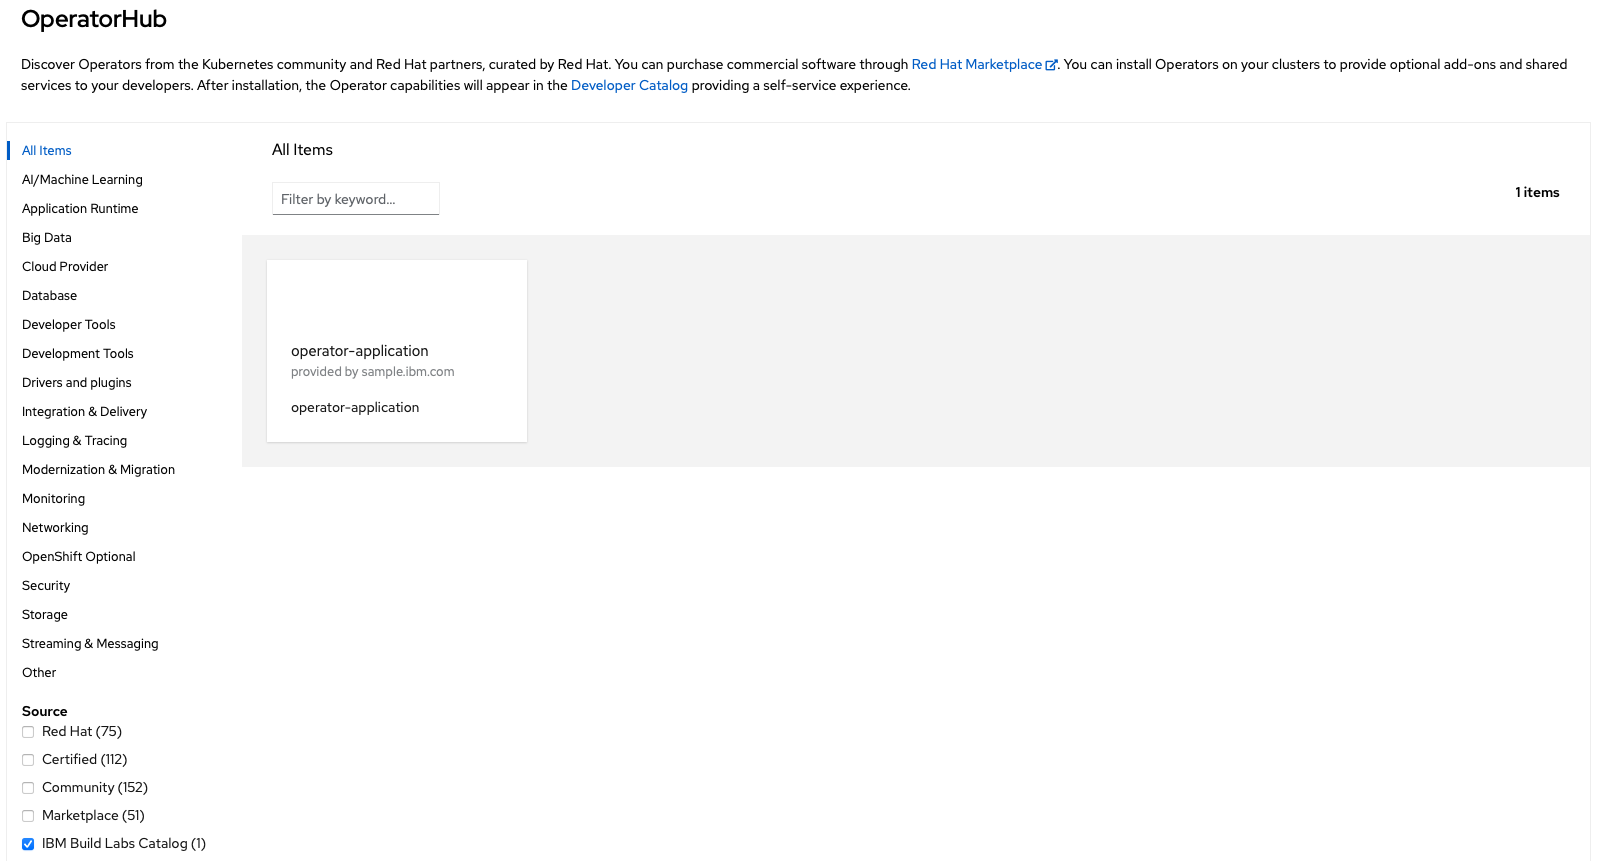 OperatorHub
Discover Operators from the Kubernetes community and Red Hat partners, curated by Red Hat. You can purchase commercial software through Red Hat Marketplace. You can install Operators on your clusters to provide optional add-ons and shared
services to your developers. After installation, the Operator capabilities will appear in the Developer Catalog providing a self-service experience.
All Items
AI/Machine Learning
Application Runtime
Big Data
Cloud Provider
Database
Developer Tools
Development Tools
Drivers and plugins
Integration & Delivery
Logging & Tracing
Modernization & Migration
Monitoring
Networking
OpenShift Optional
Security
Storage
Streaming & Messaging
Other
Source
Red Hat (75)
Certified (112)
Community (152)
Marketplace (51)
IBM Build Labs Catalog (1)
All Items
Filter by keyword...
1 items
operator-application
provided by sample.ibm.com
operator-application